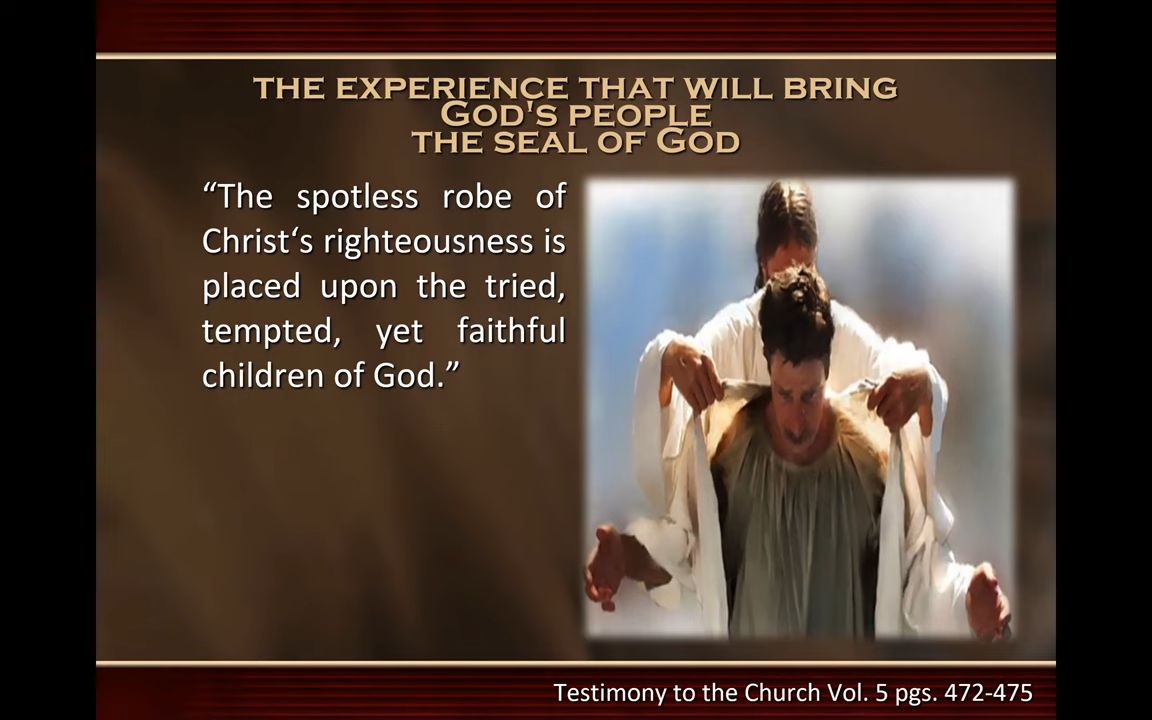 THE EXPERIENCE THAT WILL BRING
GOD'S PEOPLE
THE SEAL OF GOD
“The spotless robe of
Christ‘s righteousness is
placed upon the tried,
tempted, yet faithful
children of God.”
Testimony to the Church Vol. 5 pgs. 472-475